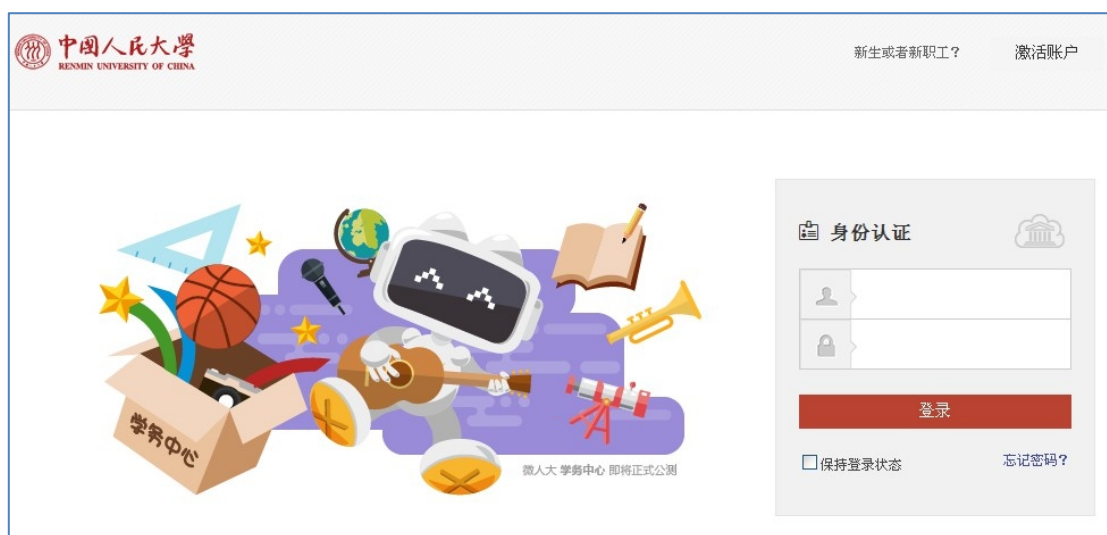 中国人民大學
RENMIN UNIVERSITY OF CHINA
新生或者新职工?
激活账户
身份认证
登录
保持登录状态
忘记密码?
学务中心
微人大 学务中心 即将正式公测